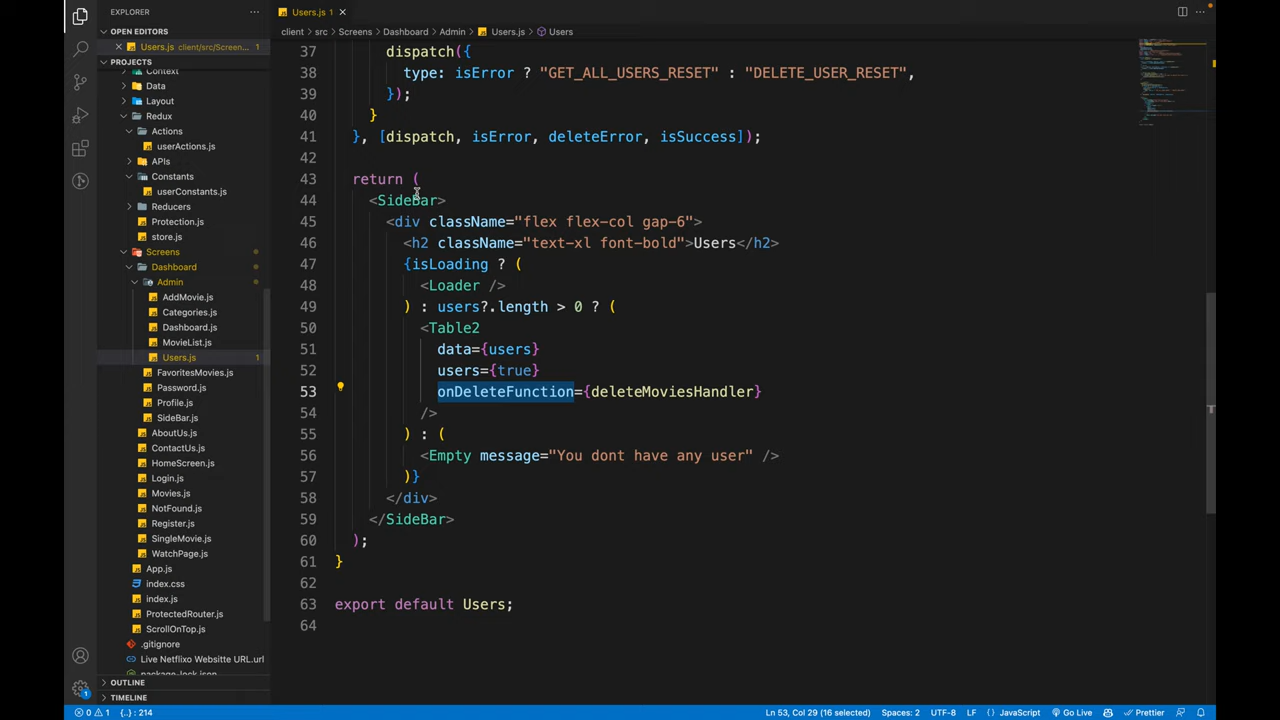 EXPLORER
OPEN EDITORS
Users.js client/src/Screen... 1
PROJECTS
Context
Data
Layout
Redux
Actions
userActions.js
APIs
Constants
userConstants.js
Reducers
Protection.js
store.js
Screens
Dashboard
Admin
AddMovie.js
Categories.js
Dashboard.js
MovieList.js
Users.js 1
FavoritesMovies.js
Password.js
Profile.js
SideBar.js
AboutUs.js
ContactUs.js
HomeScreen.js
Login.js
Movies.js
NotFound.js
Register.js
SingleMovie.js
WatchPage.js
App.js
index.css
index.js
ProtectedRouter.js
ScrollOnTop.js
.gitignore
Live Netflixo Websitte URL.url
package-lock.json
OUTLINE
TIMELINE
Users.js
client > src > Screens > Dashboard > Admin > Users.js > Users
37 dispatch({
38 type: isError ? "GET_ALL_USERS_RESET" : "DELETE_USER_RESET",
39 });
40 }
41 }, [dispatch, isError, deleteError, isSuccess]);
42
43 return (
44 <SideBar>
45 <div className="flex flex-col gap-6">
46 <h2 className="text-xl font-bold">Users</h2>
47 {isLoading ? (
48 <Loader />
49 ) : users?.length > 0 ? (
50 <Table2
51 data={users}
52 users={true}
53 onDeleteFunction={deleteMoviesHandler}
54 />
55 ) : (
56 <Empty message="You dont have any user" />
57 )}
58 </div>
59 </SideBar>
60 );
61 }
62
63 export default Users;
64
1
0 1 {..} : 214 Ln 53, Col 29 (16 selected) Spaces: 2 UTF-8 LF {} JavaScript Go Live Prettier